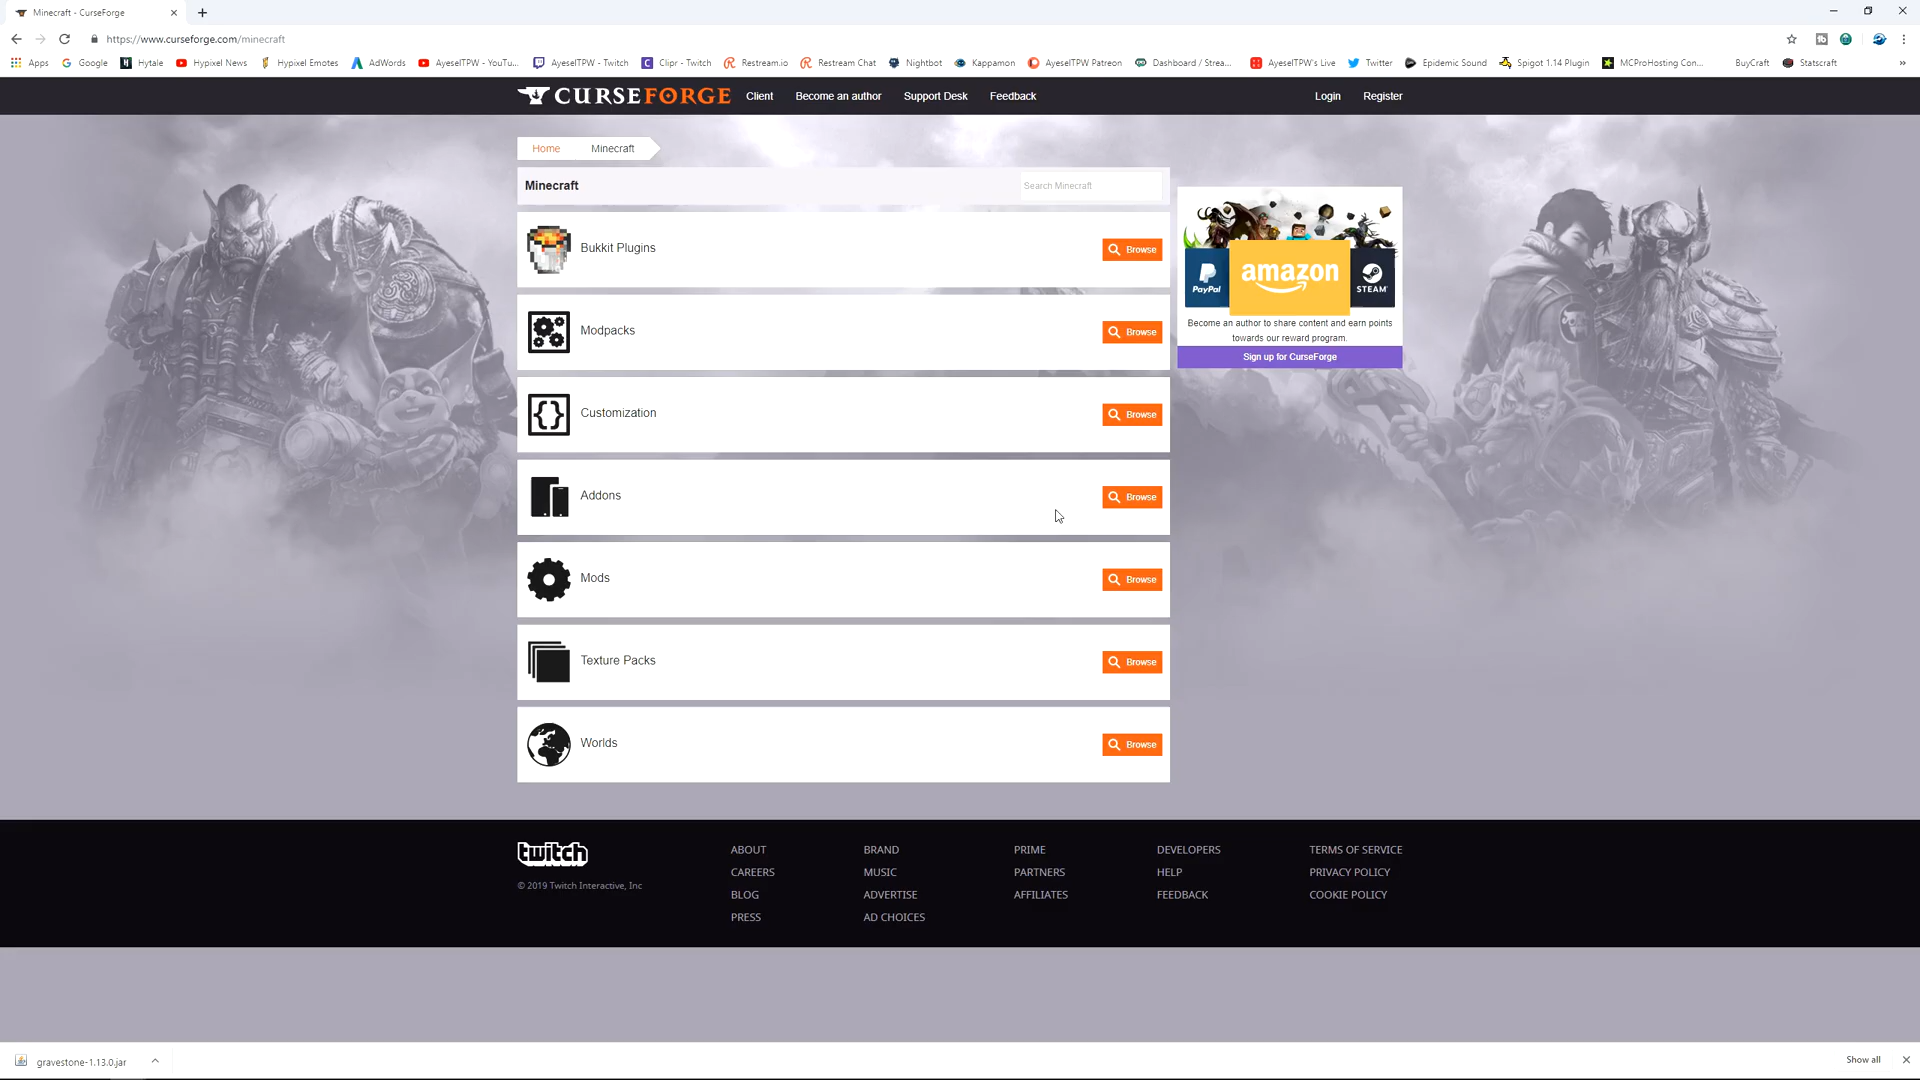 Minecraft - CurseForge
https://www.curseforge.com/minecraft
Apps Google Hytale Hypixel News Hypixel Emotes AdWords AyeselTPW - YouTu... AyeselTPW - Twitch Clipr - Twitch Restream.io Restream Chat Nightbot Kappamon AyeselTPW Patreon Dashboard / Strea... AyeselTPW's Live Twitter Epidemic Sound Spigot 1.14 Plugin MCProHosting Con... BuyCraft Statscraft »
CURSEFORGE Client Become an author Support Desk Feedback Login Register
Home Minecraft
Minecraft Search Minecraft
Bukkit Plugins Browse
Modpacks Browse
Customization Browse
Addons Browse
Mods Browse
Texture Packs Browse
Worlds Browse
PayPal amazon STEAM
Become an author to share content and earn points
towards our reward program.
Sign up for CurseForge
twitch
© 2019 Twitch Interactive, Inc
ABOUT BRAND PRIME DEVELOPERS TERMS OF SERVICE
CAREERS MUSIC PARTNERS HELP PRIVACY POLICY
BLOG ADVERTISE AFFILIATES FEEDBACK COOKIE POLICY
PRESS AD CHOICES
gravestone-1.13.0.jar Show all